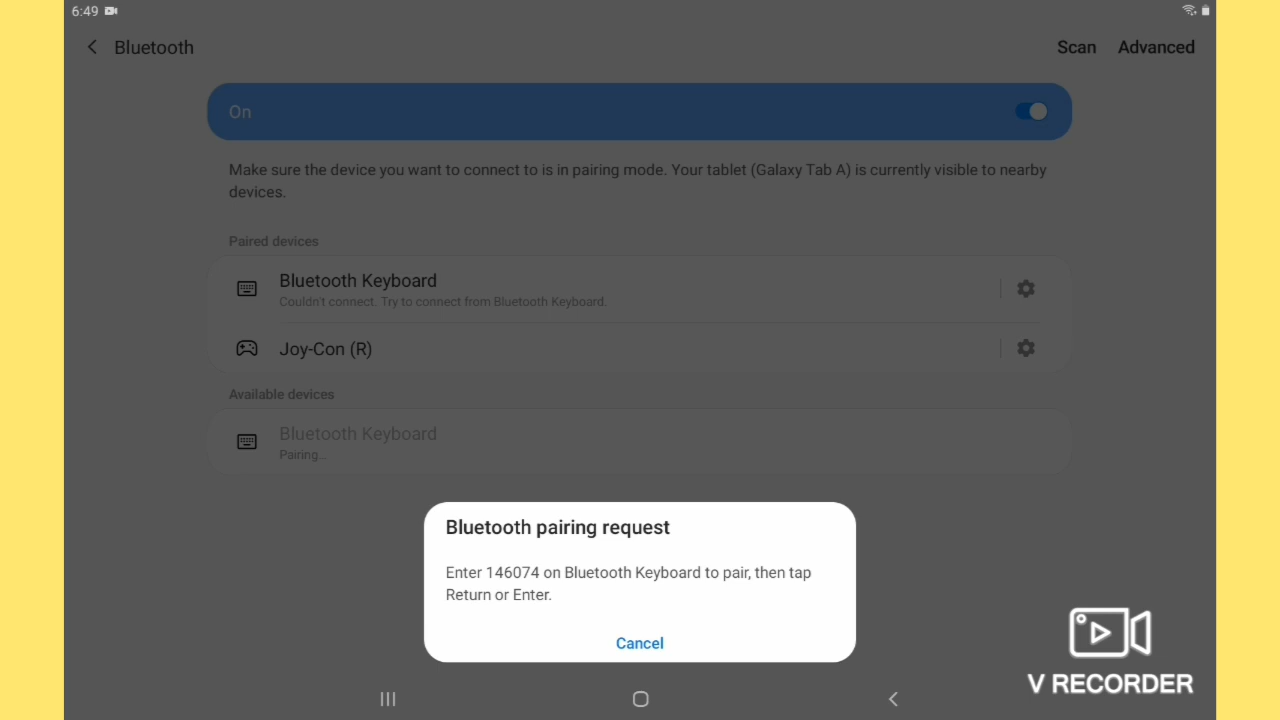 6:49
Bluetooth
Scan
Advanced
On
Make sure the device you want to connect to is in pairing mode. Your tablet (Galaxy Tab A) is currently visible to nearby
devices.
Paired devices
Bluetooth Keyboard
Couldn't connect. Try to connect from Bluetooth Keyboard.
Joy-Con (R)
Available devices
Bluetooth Keyboard
Pairing...
Bluetooth pairing request
Enter 146074 on Bluetooth Keyboard to pair, then tap
Return or Enter.
Cancel
V RECORDER